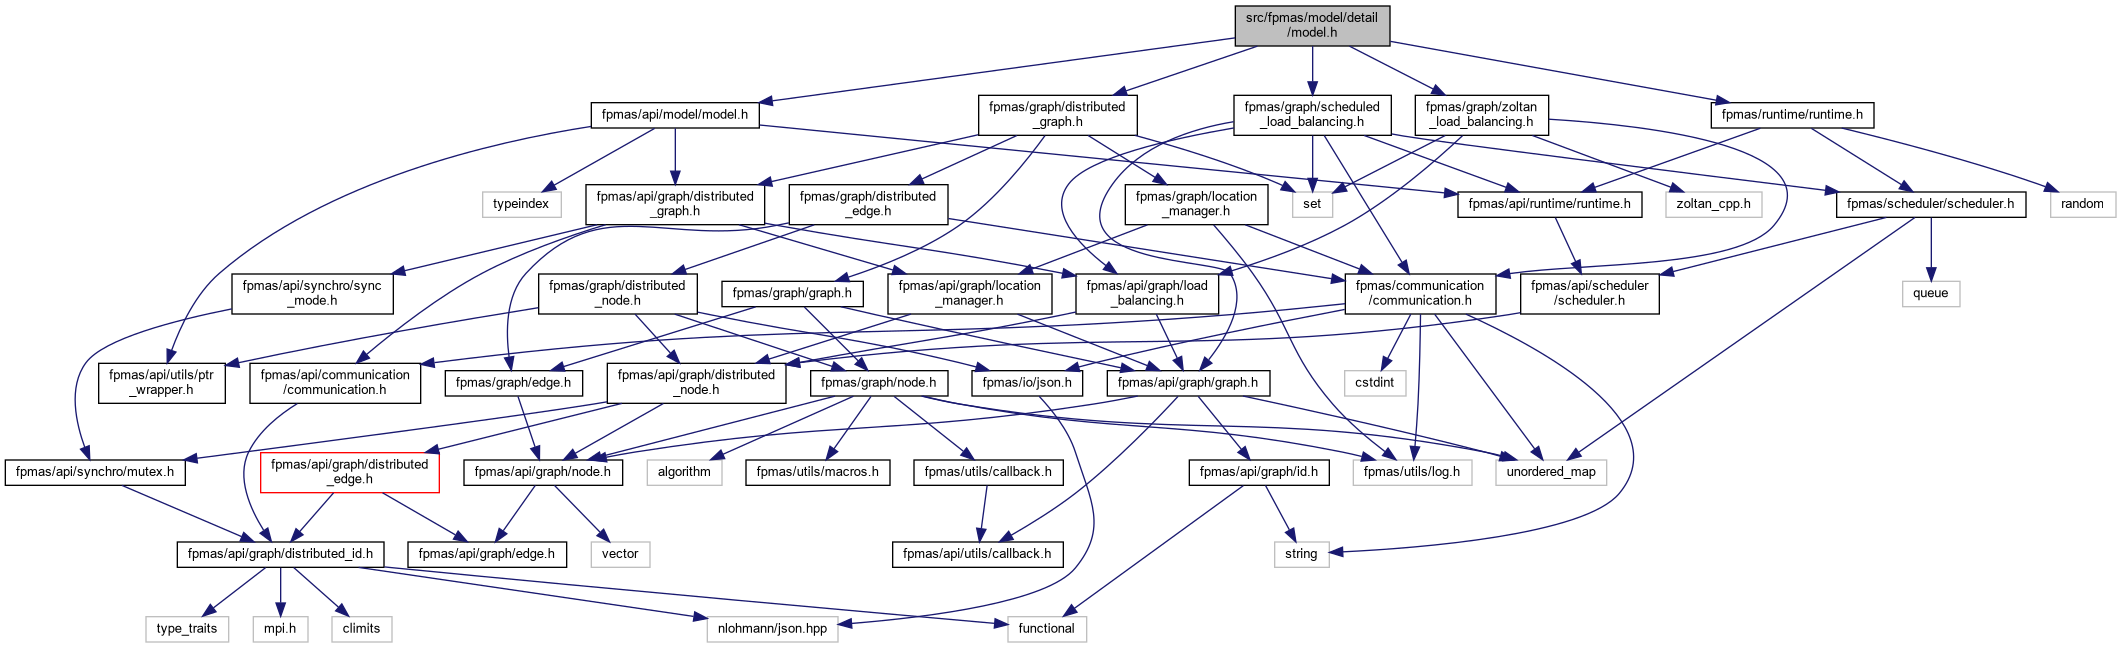 src/fpmas/model/detail
/model.h
fpmas/api/model/model.h
fpmas/graph/distributed
_graph.h
fpmas/graph/scheduled
_load_balancing.h
fpmas/graph/zoltan
_load_balancing.h
fpmas/runtime/runtime.h
typeindex
fpmas/api/graph/distributed
_graph.h
fpmas/graph/distributed
_edge.h
fpmas/graph/location
_manager.h
set
fpmas/api/runtime/runtime.h
zoltan_cpp.h
fpmas/scheduler/scheduler.h
random
fpmas/api/synchro/sync
_mode.h
fpmas/graph/distributed
_node.h
fpmas/graph/graph.h
fpmas/api/graph/location
_manager.h
fpmas/api/graph/load
_balancing.h
fpmas/communication
/communication.h
fpmas/api/scheduler
/scheduler.h
queue
fpmas/api/utils/ptr
_wrapper.h
fpmas/api/communication
/communication.h
fpmas/graph/edge.h
fpmas/api/graph/distributed
_node.h
fpmas/graph/node.h
fpmas/io/json.h
fpmas/api/graph/graph.h
cstdint
fpmas/api/synchro/mutex.h
fpmas/api/graph/distributed
_edge.h
fpmas/api/graph/node.h
algorithm
fpmas/utils/macros.h
fpmas/utils/callback.h
fpmas/api/graph/id.h
fpmas/utils/log.h
unordered_map
fpmas/api/graph/distributed_id.h
fpmas/api/graph/edge.h
vector
fpmas/api/utils/callback.h
string
type_traits
mpi.h
climits
nlohmann/json.hpp
functional